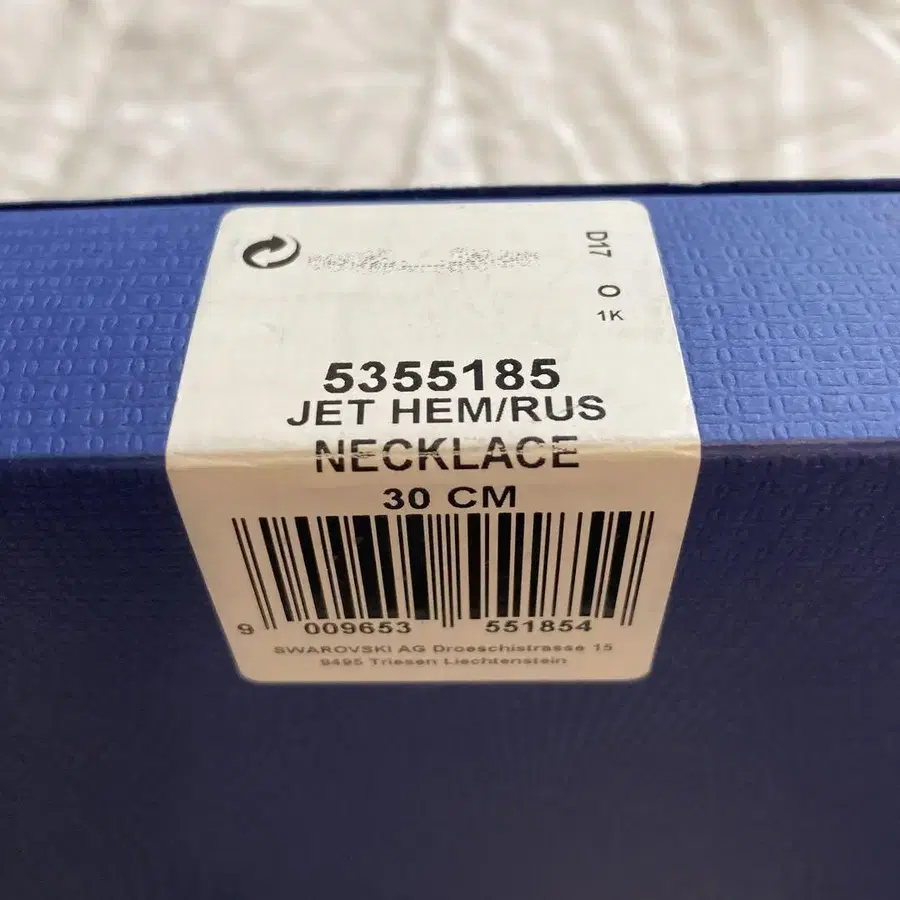 D17
O
1K
5355185
JET HEM/RUS
NECKLACE
30 CM
9 009653 551854
SWAROVSKI AG Droeschistrasse 15
9495 Triesen Liechtenstein